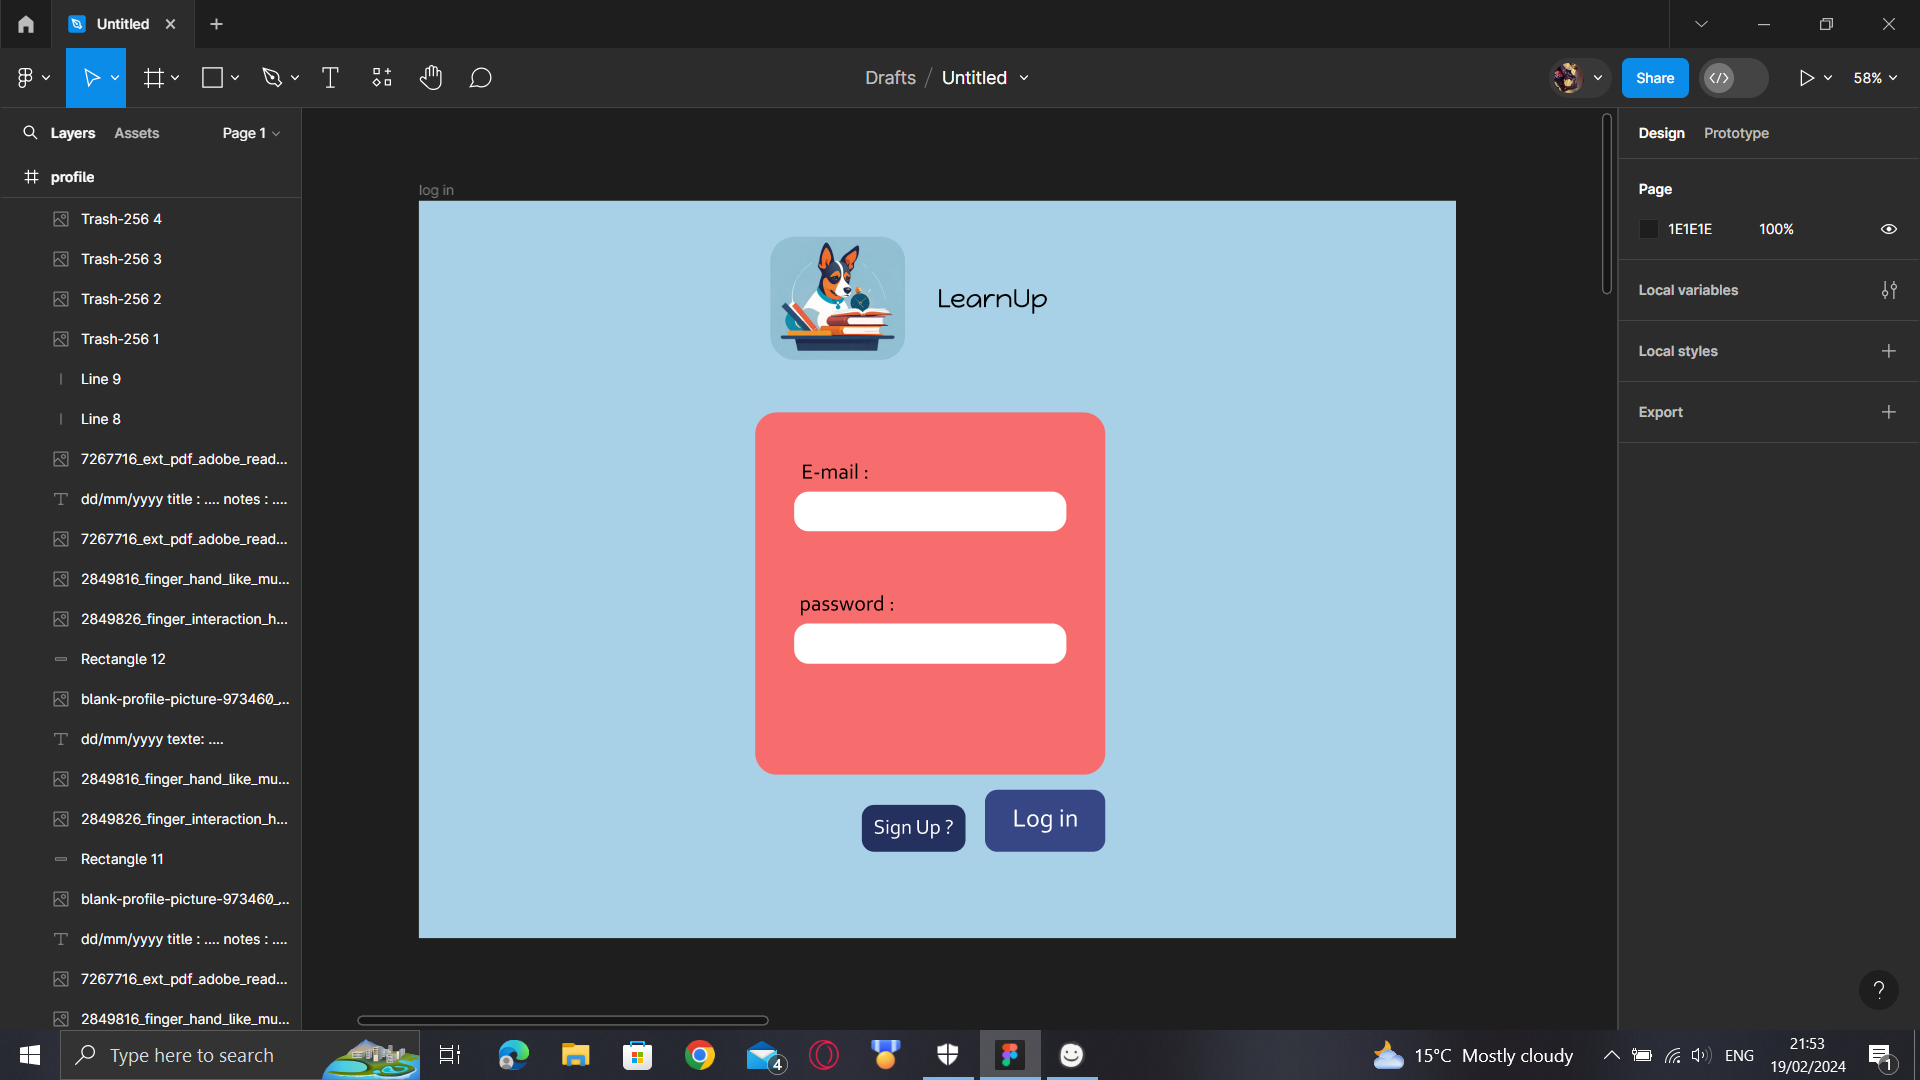 Untitled
Drafts / Untitled
Share
58%
Layers
Assets
Page 1
profile
Trash-256 4
Trash-256 3
Trash-256 2
Trash-256 1
Line 9
Line 8
7267716_ext_pdf_adobe_read...
dd/mm/yyyy title : .... notes : ....
7267716_ext_pdf_adobe_read...
2849816_finger_hand_like_mu...
2849826_finger_interaction_h...
Rectangle 12
blank-profile-picture-973460_...
dd/mm/yyyy texte: ....
2849816_finger_hand_like_mu...
2849826_finger_interaction_h...
Rectangle 11
blank-profile-picture-973460_...
dd/mm/yyyy title : .... notes : ....
7267716_ext_pdf_adobe_read...
2849816_finger_hand_like_mu...
log in
LearnUp
E-mail :
password :
Sign Up ?
Log in
Design
Prototype
Page
1E1E1E
100%
Local variables
Local styles
Export
?
Type here to search
4
15°C Mostly cloudy
ENG
21:53
19/02/2024
1